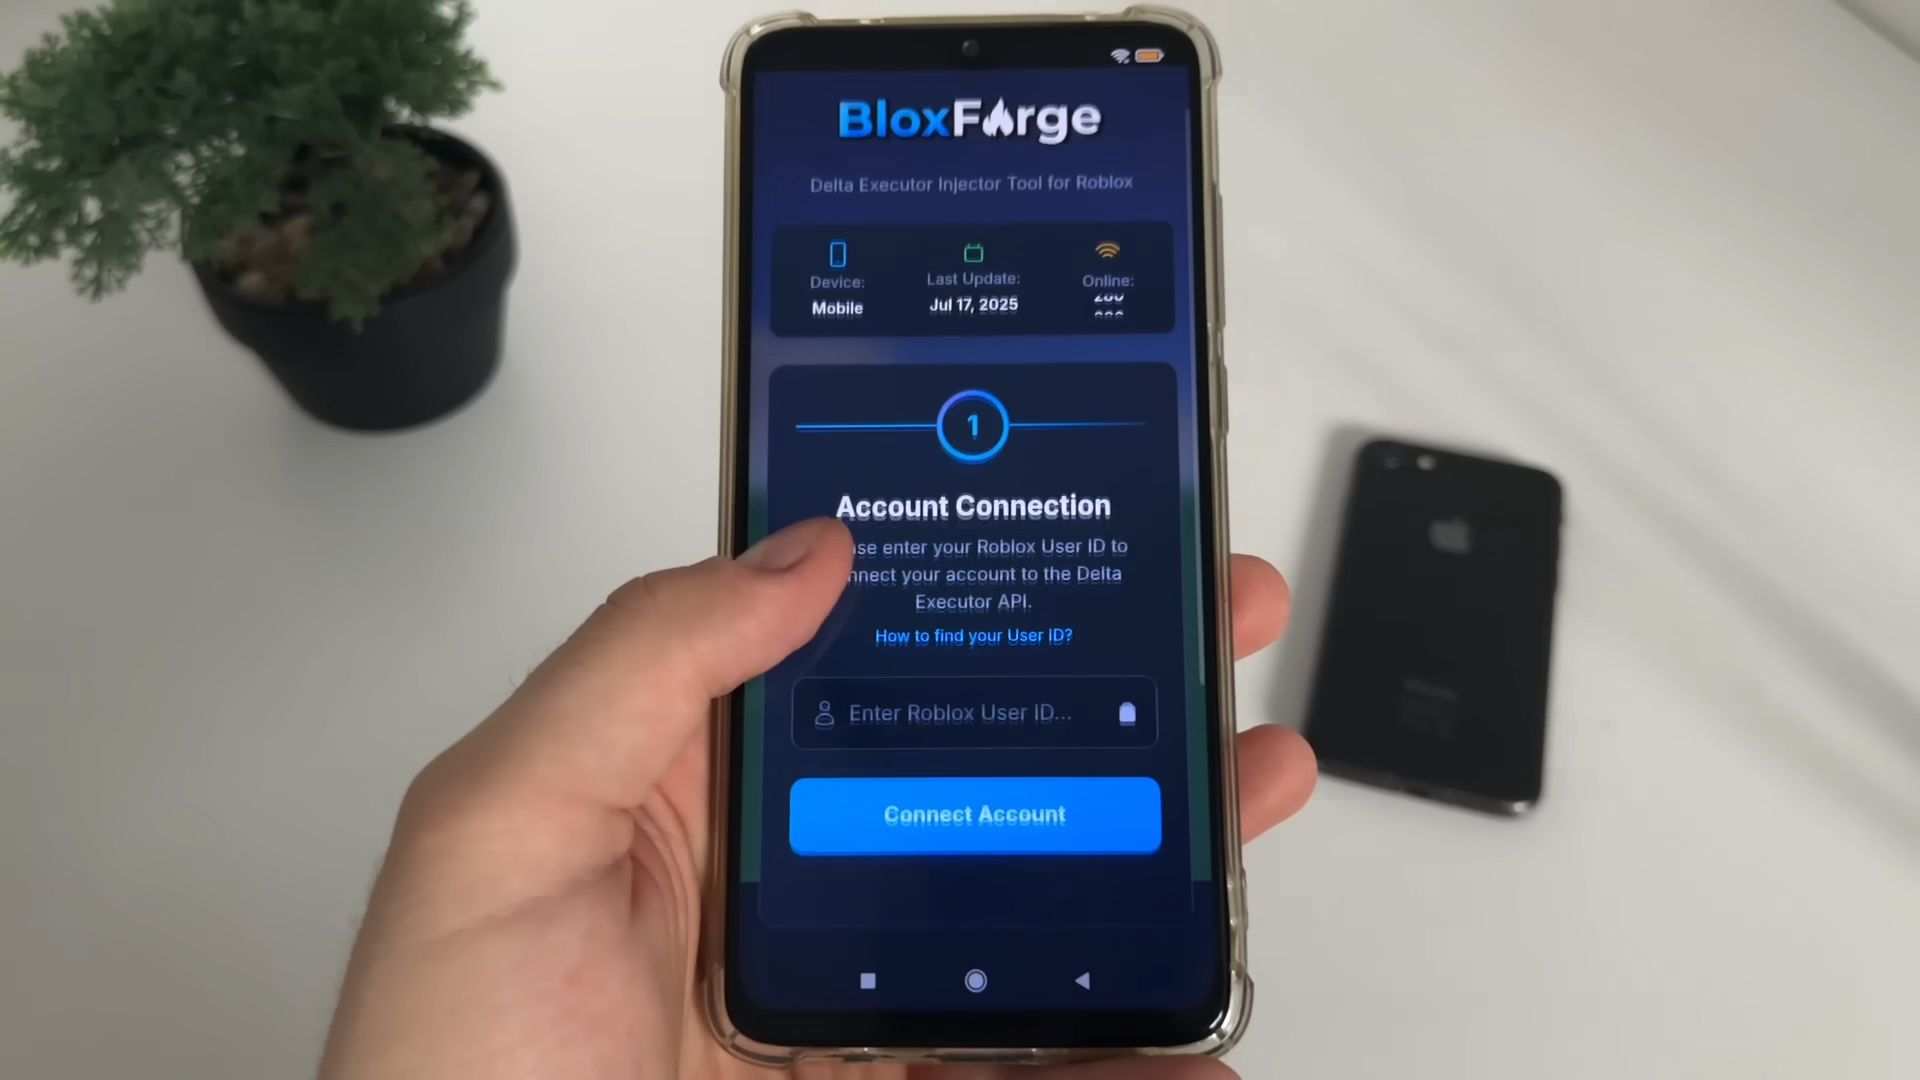 BloxForge
Delta Executor Injector Tool for Roblox
Device:
Mobile
Last Update:
Jul 17, 2025
Online:
1
Account Connection
enter your Roblox User ID to
your account to the Delta
Executor API.
How to find your User ID?
Enter Roblox User ID...
Connect Account